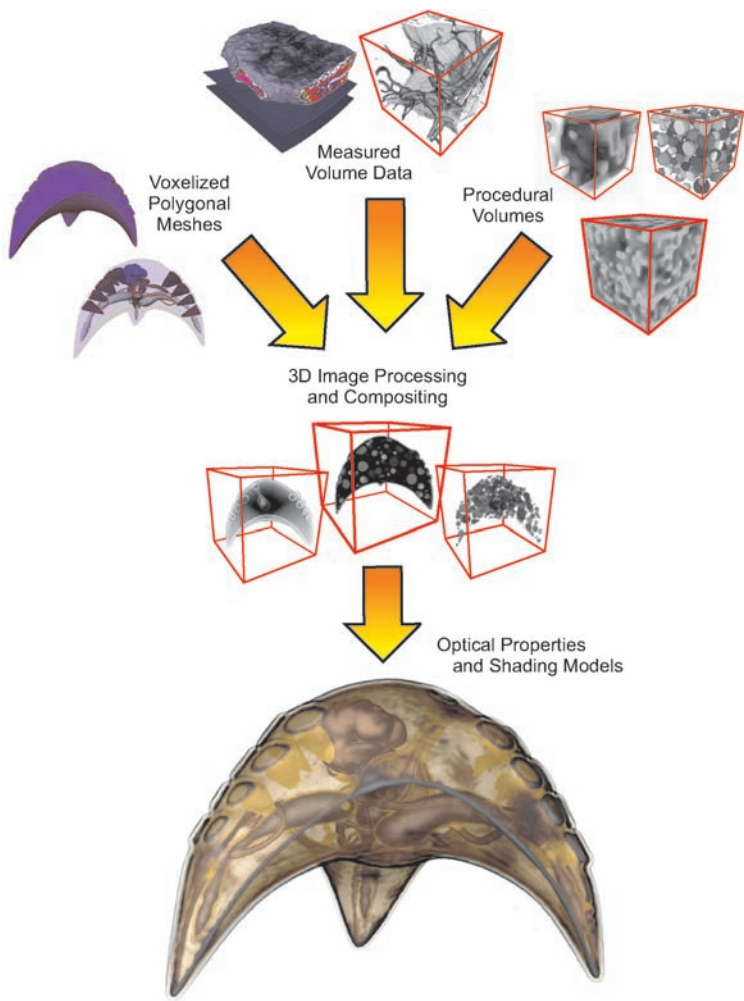 Measured
Volume Data
Voxelized
Polygonal
Meshes
Procedural
Volumes
3D Image Processing
and Compositing
Optical Properties
and Shading Models